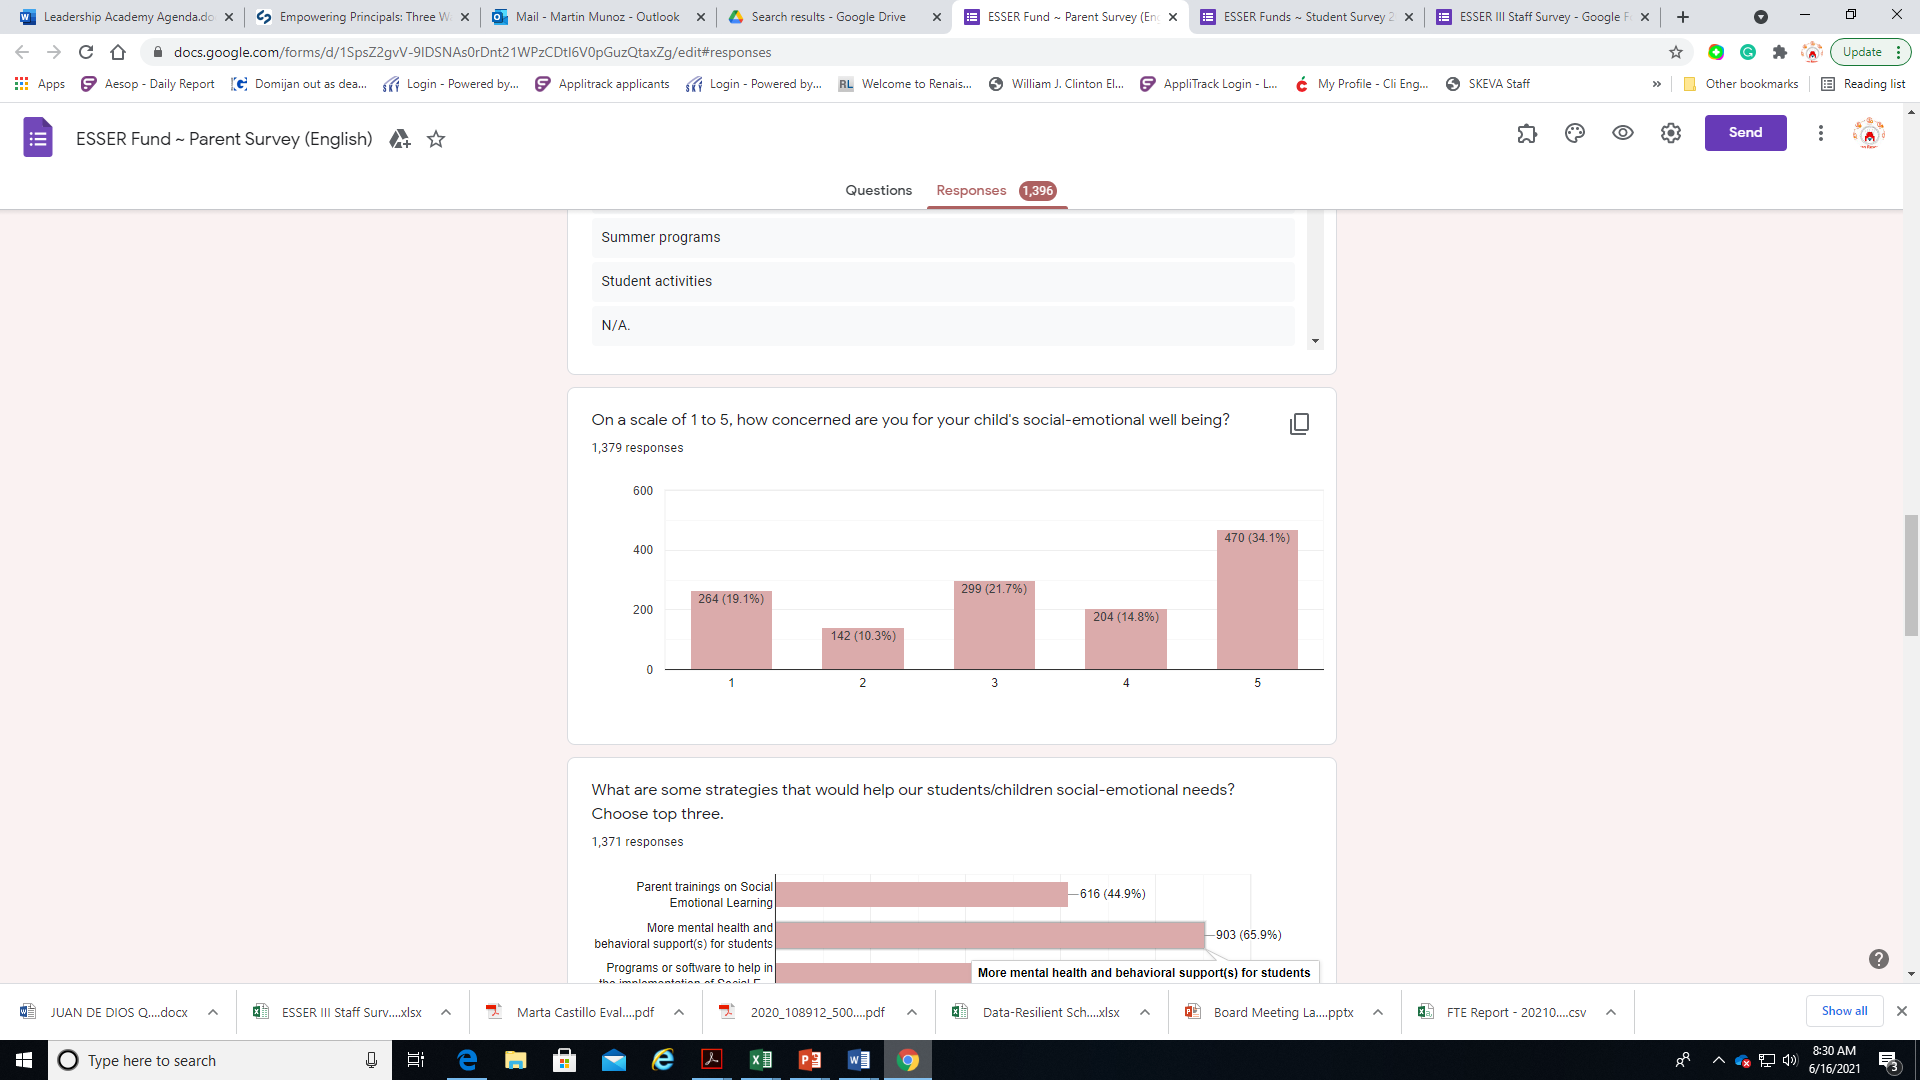 Leadership Academy Agenda.do
Empowering Principals: Three W
Mail - Martin Munoz - Outlook
Search results - Google Drive
ESSER Fund ~ Parent Survey (En
ESSER Funds ~ Student Survey 2
ESSER III Staff Survey - Google F
docs.google.com/forms/d/1SpsZ2gvV-9IDSNAs0rDnt21WPzCDtI6V0pGuzQtaxZg/edit#responses
Update
Apps
Aesop - Daily Report
Domijan out as dea...
Login - Powered by...
Applitrack applicants
Login - Powered by...
RL Welcome to Renais...
William J. Clinton El...
AppliTrack Login - L...
My Profile - Cli Eng...
SKEVA Staff
»
Other bookmarks
Reading list
ESSER Fund ~ Parent Survey (English)
Send
Questions
Responses 1,396
Summer programs
Student activities
N/A.
On a scale of 1 to 5, how concerned are you for your child's social-emotional well being?
1,379 responses
600
400
200
0
264 (19.1%)
142 (10.3%)
299 (21.7%)
204 (14.8%)
470 (34.1%)
1 2 3 4 5
What are some strategies that would help our students/children social-emotional needs?
Choose top three.
1,371 responses
Parent trainings on Social
Emotional Learning
616 (44.9%)
More mental health and
behavioral support(s) for students
903 (65.9%)
Programs or software to help in
More mental health and behavioral support(s) for students
JUAN DE DIOS Q....docx
ESSER III Staff Surv....xlsx
Marta Castillo Eval....pdf
2020_108912_500....pdf
Data-Resilient Sch....xlsx
Board Meeting La....pptx
FTE Report - 20210....csv
Show all
Type here to search
8:30 AM
6/16/2021
3